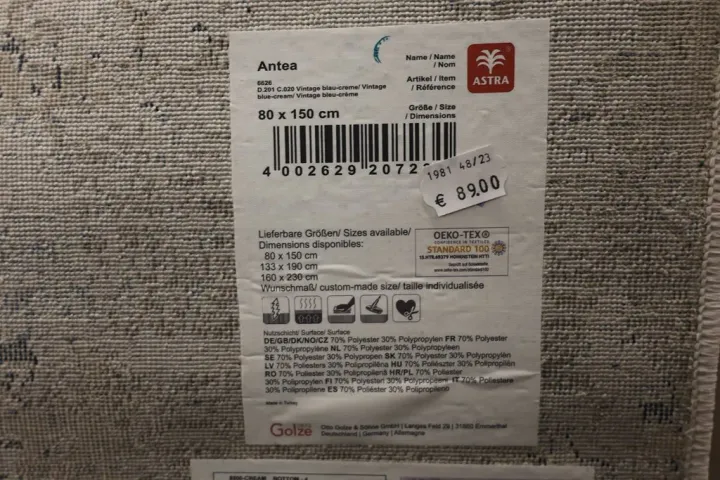 Antea
Name / Name
/ Nom
6626
D.201 C.020 Vintage blau-creme/ Vintage
blue-cream/ Vintage bleu-crème
Artikel / Item
/ Référence
ASTRA
80 x 150 cm
Größe / Size
/ Dimensions
4 002629 2072
1981 48/23
€ 89.00
Lieferbare Größen/ Sizes available/
Dimensions disponibles:
80 x 150 cm
133 x 190 cm
160 x 230 cm
Wunschmaß/ custom-made size/ taille individualisée
OEKO-TEX®
CONFIDENCE IN TEXTILES
STANDARD 100
Nutzschicht/ Surface/ Surface
DE/GB/DK/NO/CZ 70% Polyester 30% Polypropylen FR 70% Polyester
30% Polypropylène NL 70% Polyester 30% Polypropyleen
SE 70% Polyester 30% Polypropen SK 70% Polyester 30% Polypropylén
LV 70% Poliesters 30% Polipropilēns HU 70% Poliészter 30% Polipropilén
RO 70% Poliester 30% Polipropilenă HR/PL 70% Poliester
30% Polipropylen FI 70% Polyesteri 30% Polypropeeni IT 70% Poliestere
30% Polipropilene ES 70% Poliéster 30% Polipropileno
Made in Turkey
Golze
Otto Golze & Söhne GmbH | Langes Feld 29 | 31860 Emmerthal
Deutschland | Germany | Allemagne